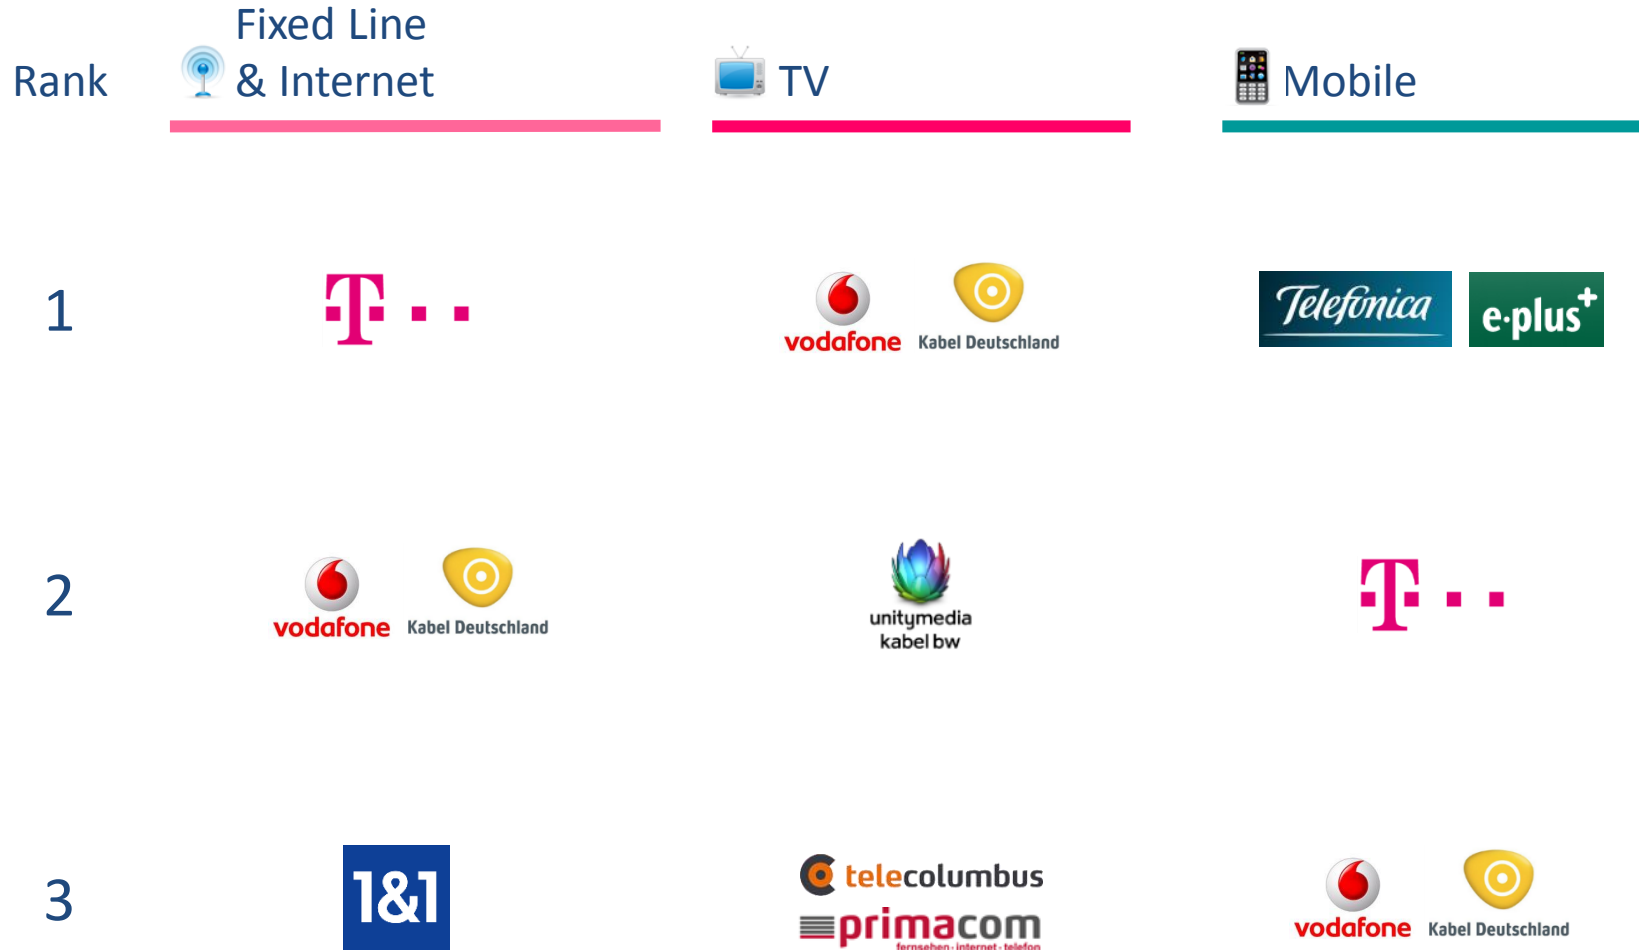 Rank
Fixed Line
& Internet
TV
Mobile
1
T
vodafone
Kabel Deutschland
Telefónica
e·plus+
2
vodafone
Kabel Deutschland
unitymedia
kabel bw
T
3
1&1
telecolumbus
primacom
fernsehen·internet·telefon
vodafone
Kabel Deutschland